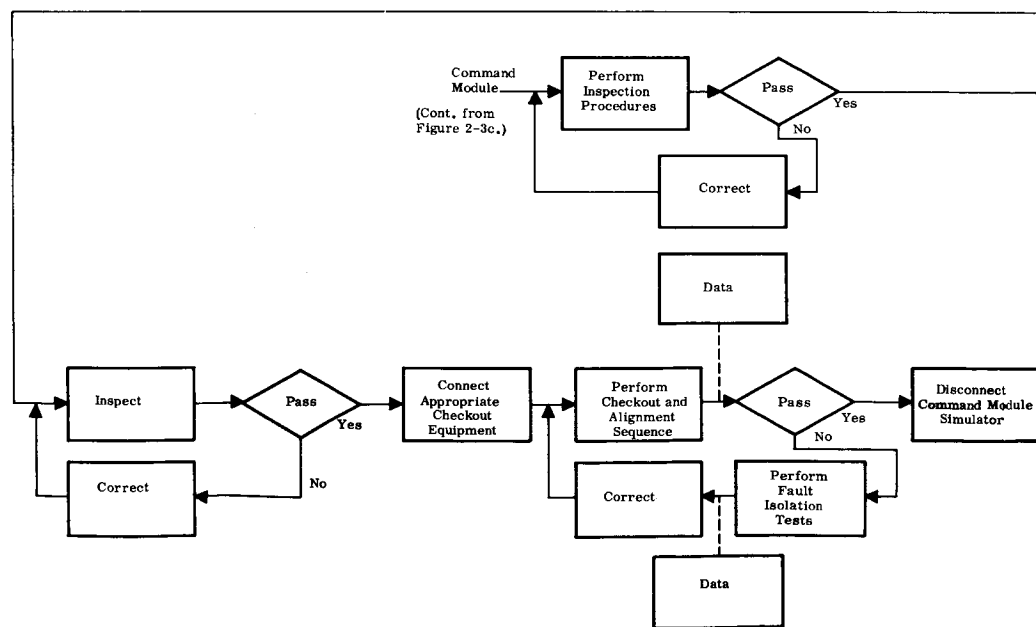 Command
Module
(Cont. from
Figure 2-3c.)
Perform
Inspection
Procedures
Pass
Yes
No
Correct
Data
Inspect
Pass
Yes
No
Correct
Connect
Appropriate
Checkout
Equipment
Perform
Checkout and
Alignment
Sequence
Pass
Yes
No
Disconnect
Command Module
Simulator
Correct
Perform
Fault
Isolation
Tests
Data